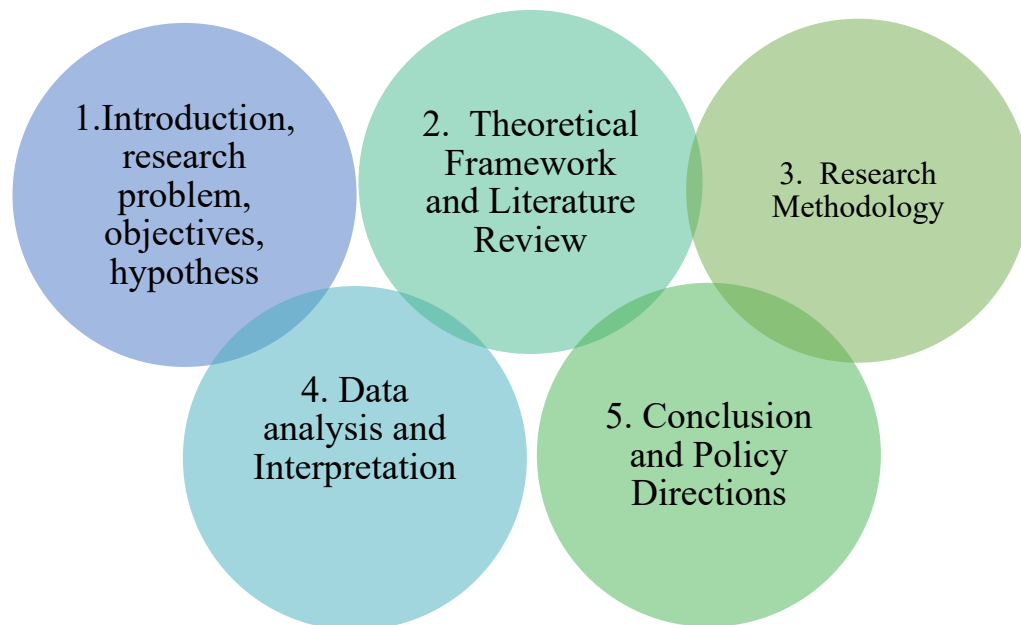 1.Introduction,
research
problem,
objectives,
hypothess
2.  Theoretical
Framework
and Literature
Review
3.  Research
Methodology
4. Data
analysis and
Interpretation
5. Conclusion
and Policy
Directions